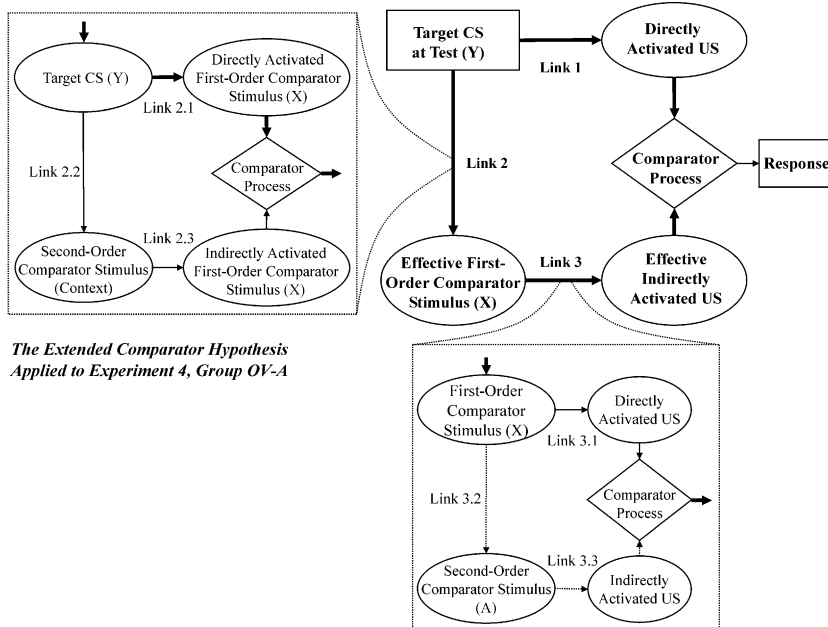 Target CS (Y)
Directly Activated
First-Order Comparator
Stimulus (X)
Link 2.1
Link 2.2
Comparator
Process
Link 2.3
Second-Order
Comparator Stimulus
(Context)
Indirectly Activated
First-Order Comparator
Stimulus (X)
Target CS
at Test (Y)
Link 1
Directly
Activated US
Link 2
Comparator
Process
Response
Effective First-
Order Comparator
Stimulus (X)
Link 3
Effective
Indirectly
Activated US
The Extended Comparator Hypothesis
Applied to Experiment 4, Group OV-A
First-Order
Comparator
Stimulus (X)
Link 3.1
Directly
Activated US
Link 3.2
Comparator
Process
Link 3.3
Second-Order
Comparator Stimulus
(A)
Indirectly
Activated US